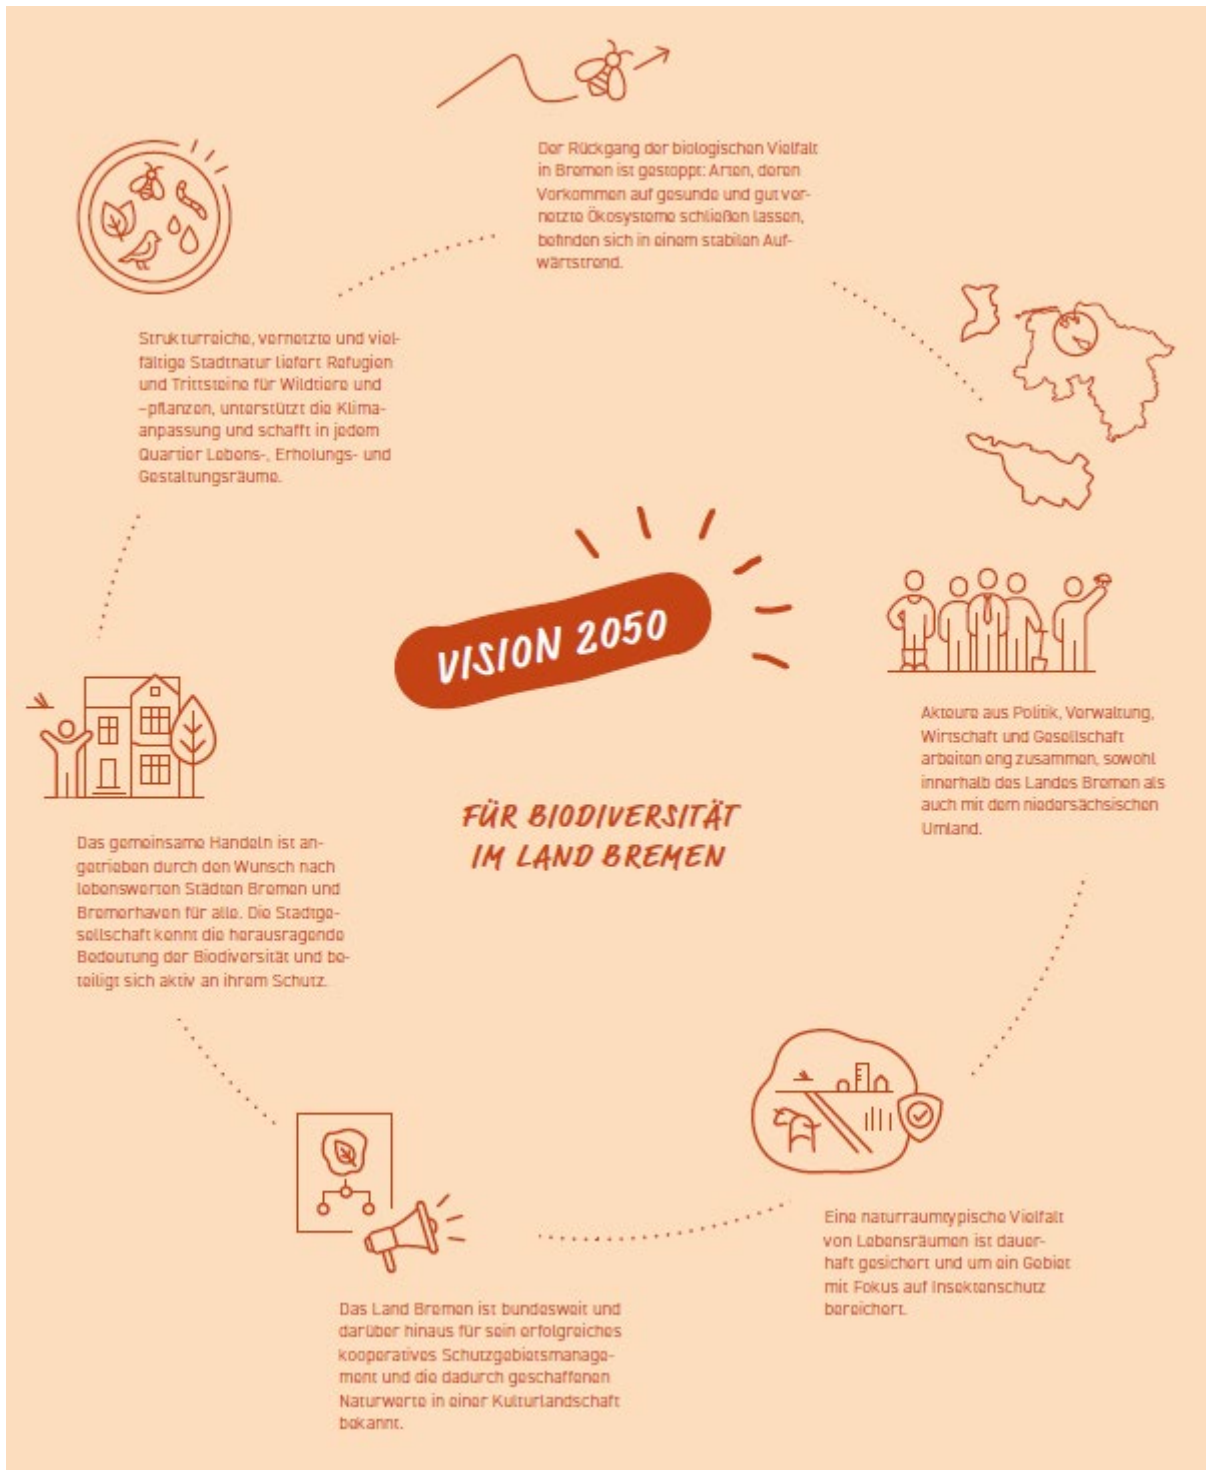 Der Rückgang der biologischen Vielfalt
in Bremen ist gestoppt: Arten, deren
Vorkommen auf gesunde und gut ver-
netzte Ökosysteme schließen lassen,
befinden sich in einem stabilen Auf-
wärtstrend.
Strukturreiche, vernetzte und viel-
fältige Stadtnatur liefert Refugien
und Trittsteine für Wildtiere und
-pflanzen, unterstützt die Klima-
anpassung und schafft in jedem
Quartier Lebens-, Erholungs- und
Gestaltungsräume.
VISION 2050
FÜR BIODIVERSITÄT
IM LAND BREMEN
Akteure aus Politik, Verwaltung,
Wirtschaft und Gesellschaft
arbeiten eng zusammen, sowohl
innerhalb des Landes Bremen als
auch mit dem niedersächsischen
Umland.
Das gemeinsame Handeln ist an-
getrieben durch den Wunsch nach
lebenswerten Städten Bremen und
Bremerhaven für alle. Die Stadtge-
sellschaft kennt die herausragende
Bedeutung der Biodiversität und be-
teiligt sich aktiv an ihrem Schutz.
Eine naturraumtypische Vielfalt
von Lebensräumen ist dauer-
haft gesichert und um ein Gebiet
mit Fokus auf Insektenschutz
bereichert.
Das Land Bremen ist bundesweit und
darüber hinaus für sein erfolgreiches
kooperatives Schutzgebietsmanage-
ment und die dadurch geschaffenen
Naturwerte in einer Kulturlandschaft
bekannt.